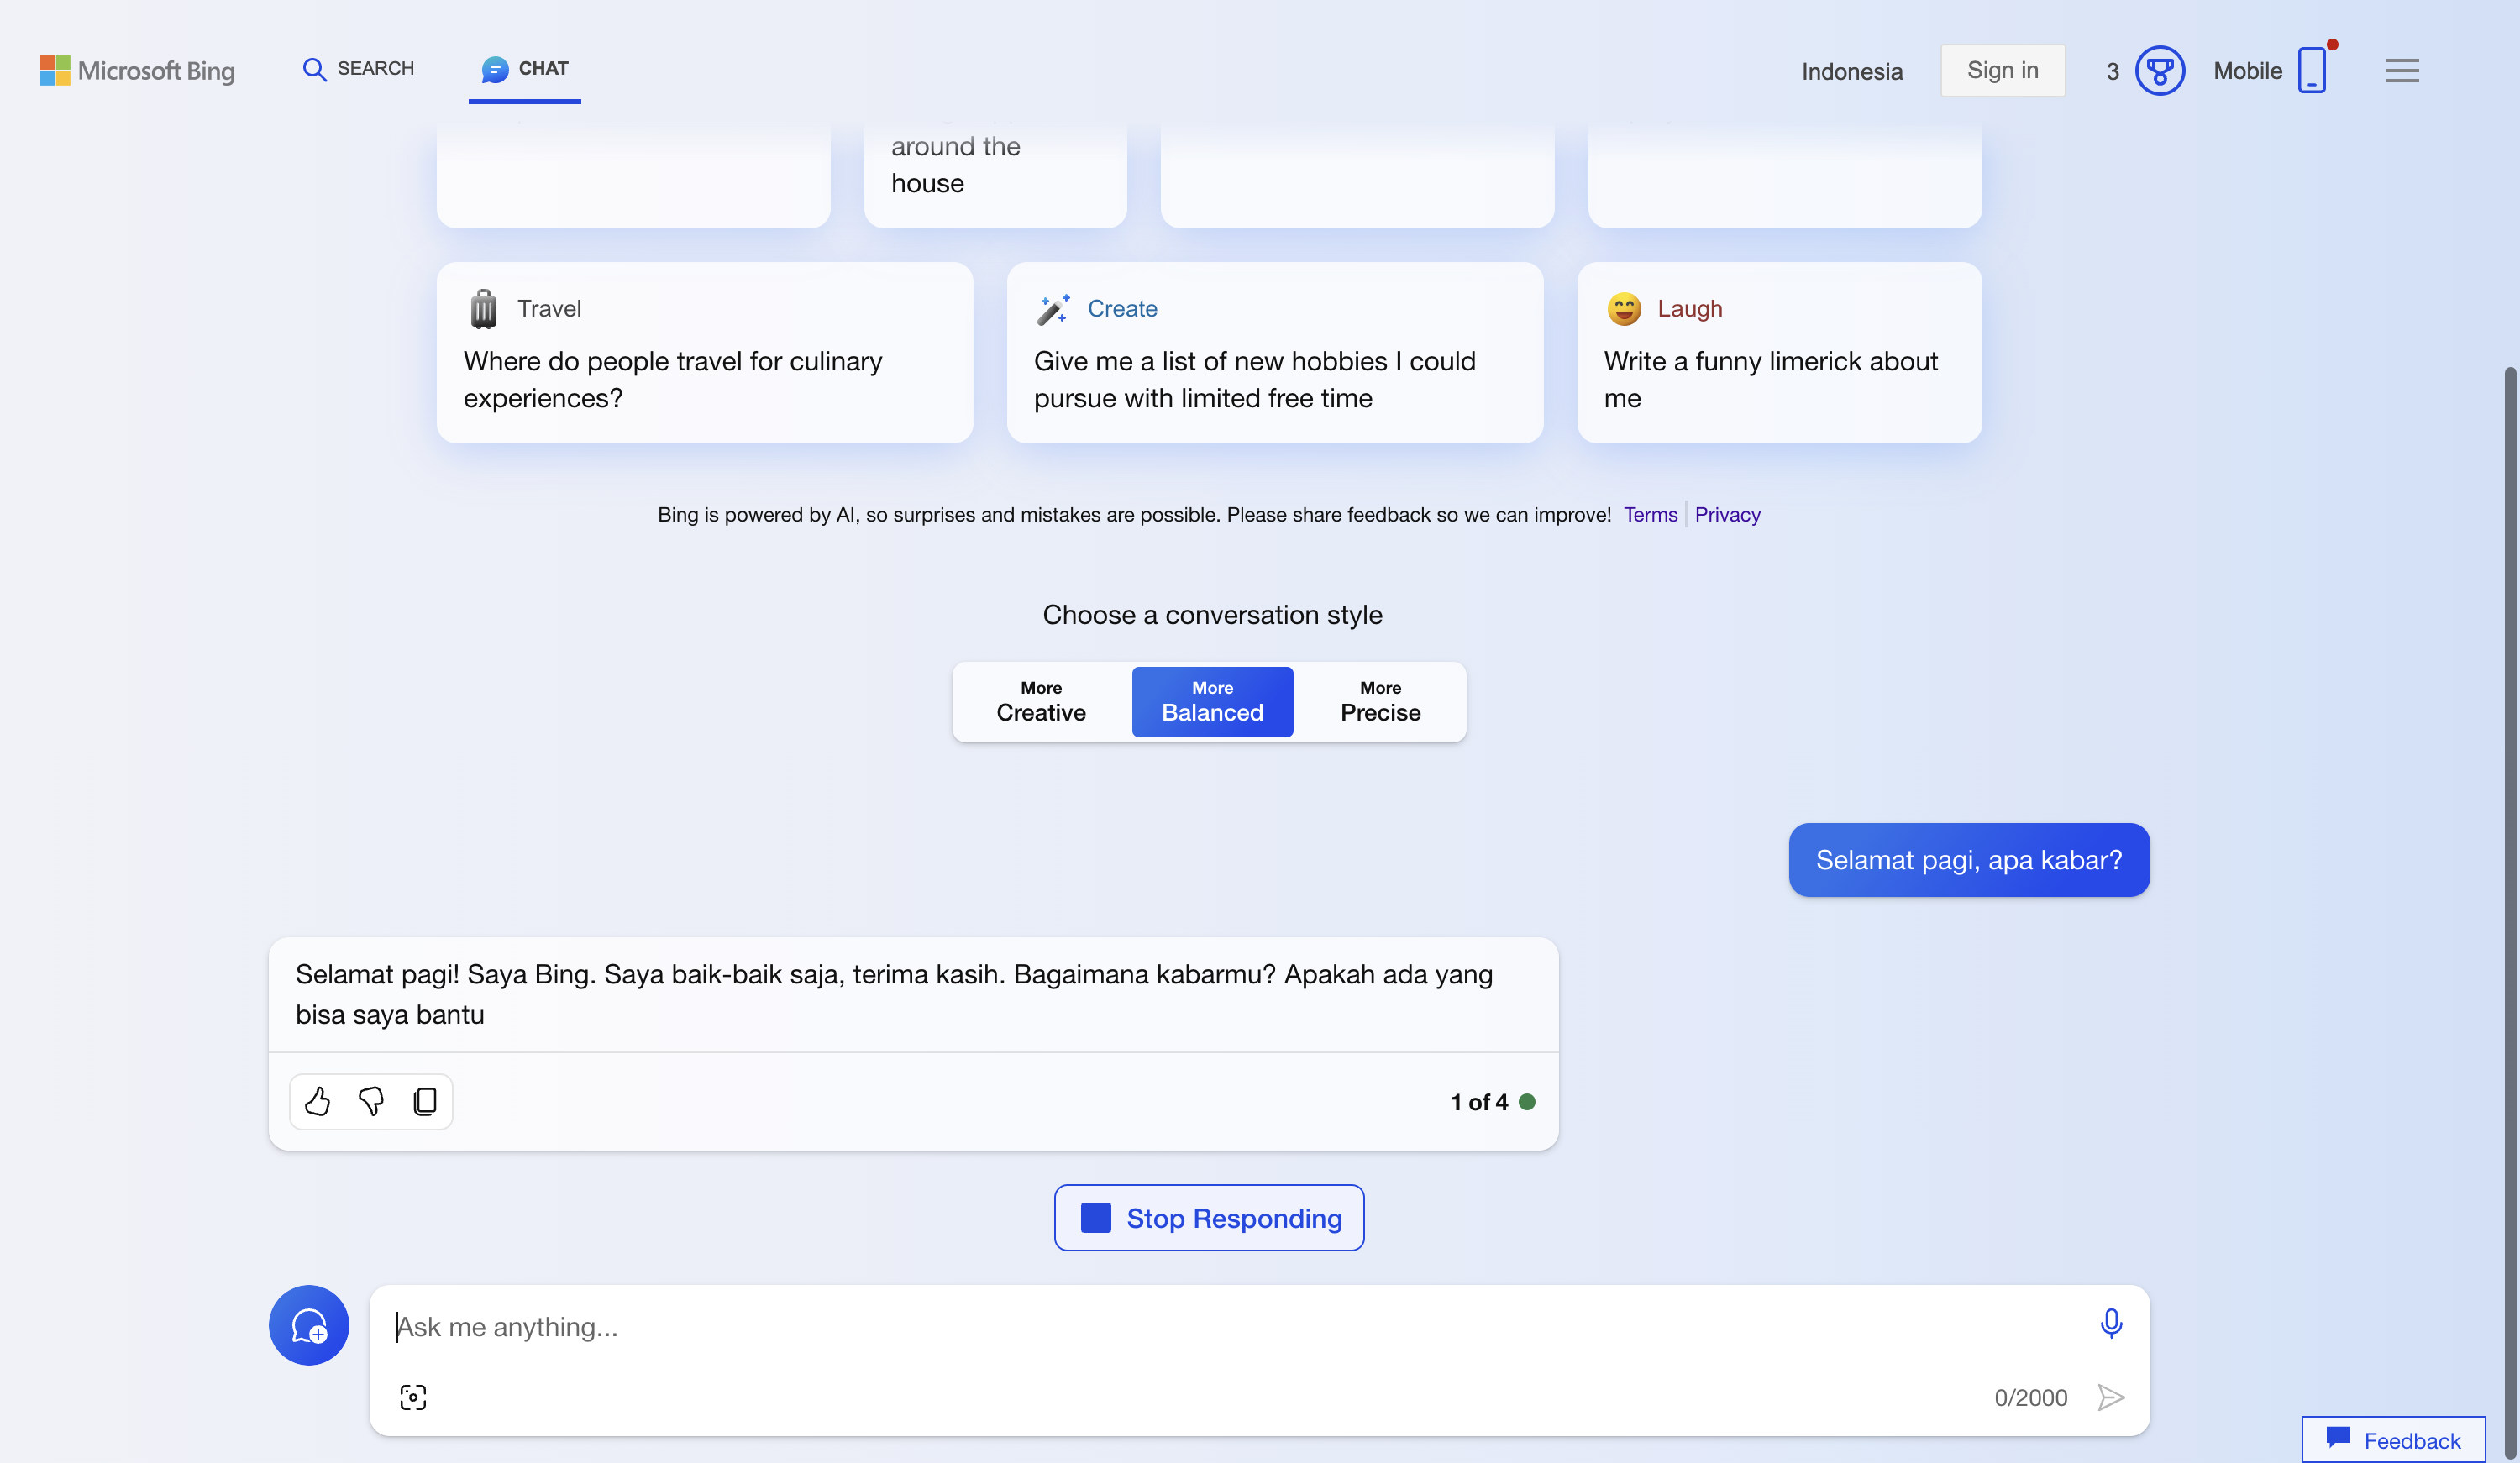 Microsoft Bing
SEARCH
CHAT
Indonesia
Sign in
3
Mobile
around the
house
Travel
Where do people travel for culinary
experiences?
Create
Give me a list of new hobbies I could
pursue with limited free time
Laugh
Write a funny limerick about
me
Bing is powered by AI, so surprises and mistakes are possible. Please share feedback so we can improve! Terms Privacy
Choose a conversation style
More
Creative
More
Balanced
More
Precise
Selamat pagi, apa kabar?
Selamat pagi! Saya Bing. Saya baik-baik saja, terima kasih. Bagaimana kabarmu? Apakah ada yang
bisa saya bantu
1 of 4
Stop Responding
Ask me anything...
0/2000
Feedback